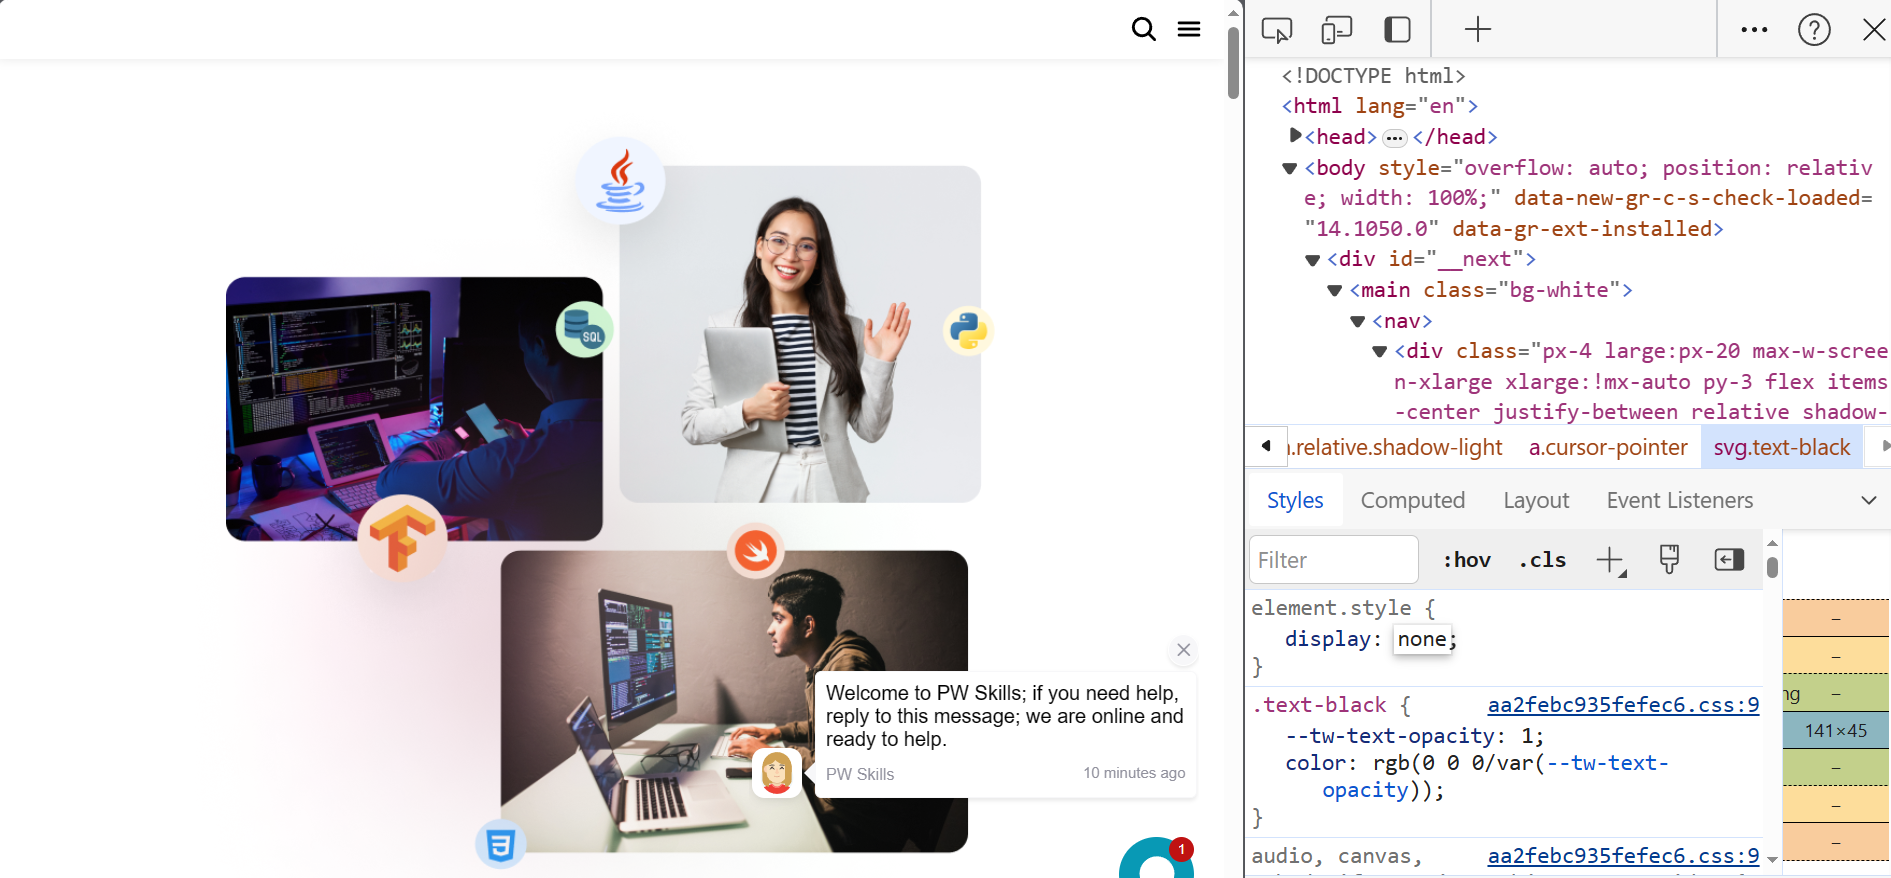 SQL
Welcome to PW Skills; if you need help,
reply to this message; we are online and
ready to help.
PW Skills
10 minutes ago
1
<!DOCTYPE html>
<html lang="en">
<head>
</head>
<body style="overflow: auto; position: relativ
e; width: 100%;" data-new-gr-c-s-check-loaded=
"14.1050.0" data-gr-ext-installed>
<div id="__next">
<main class="bg-white">
<nav>
<div class="px-4 large:px-20 max-w-scree
n-xlarge xlarge:!mx-auto py-3 flex items
-center justify-between relative shadow-
.relative.shadow-light a.cursor-pointer svg.text-black
Styles Computed Layout Event Listeners
Filter :hov .cls
element.style {
display: none;
}
.text-black { aa2febc935fefec6.css:9
--tw-text-opacity: 1;
color: rgb(0 0 0/var(--tw-text-
opacity));
}
audio, canvas, aa2febc935fefec6.css:9
–
–
ng –
141×45
–
–
–